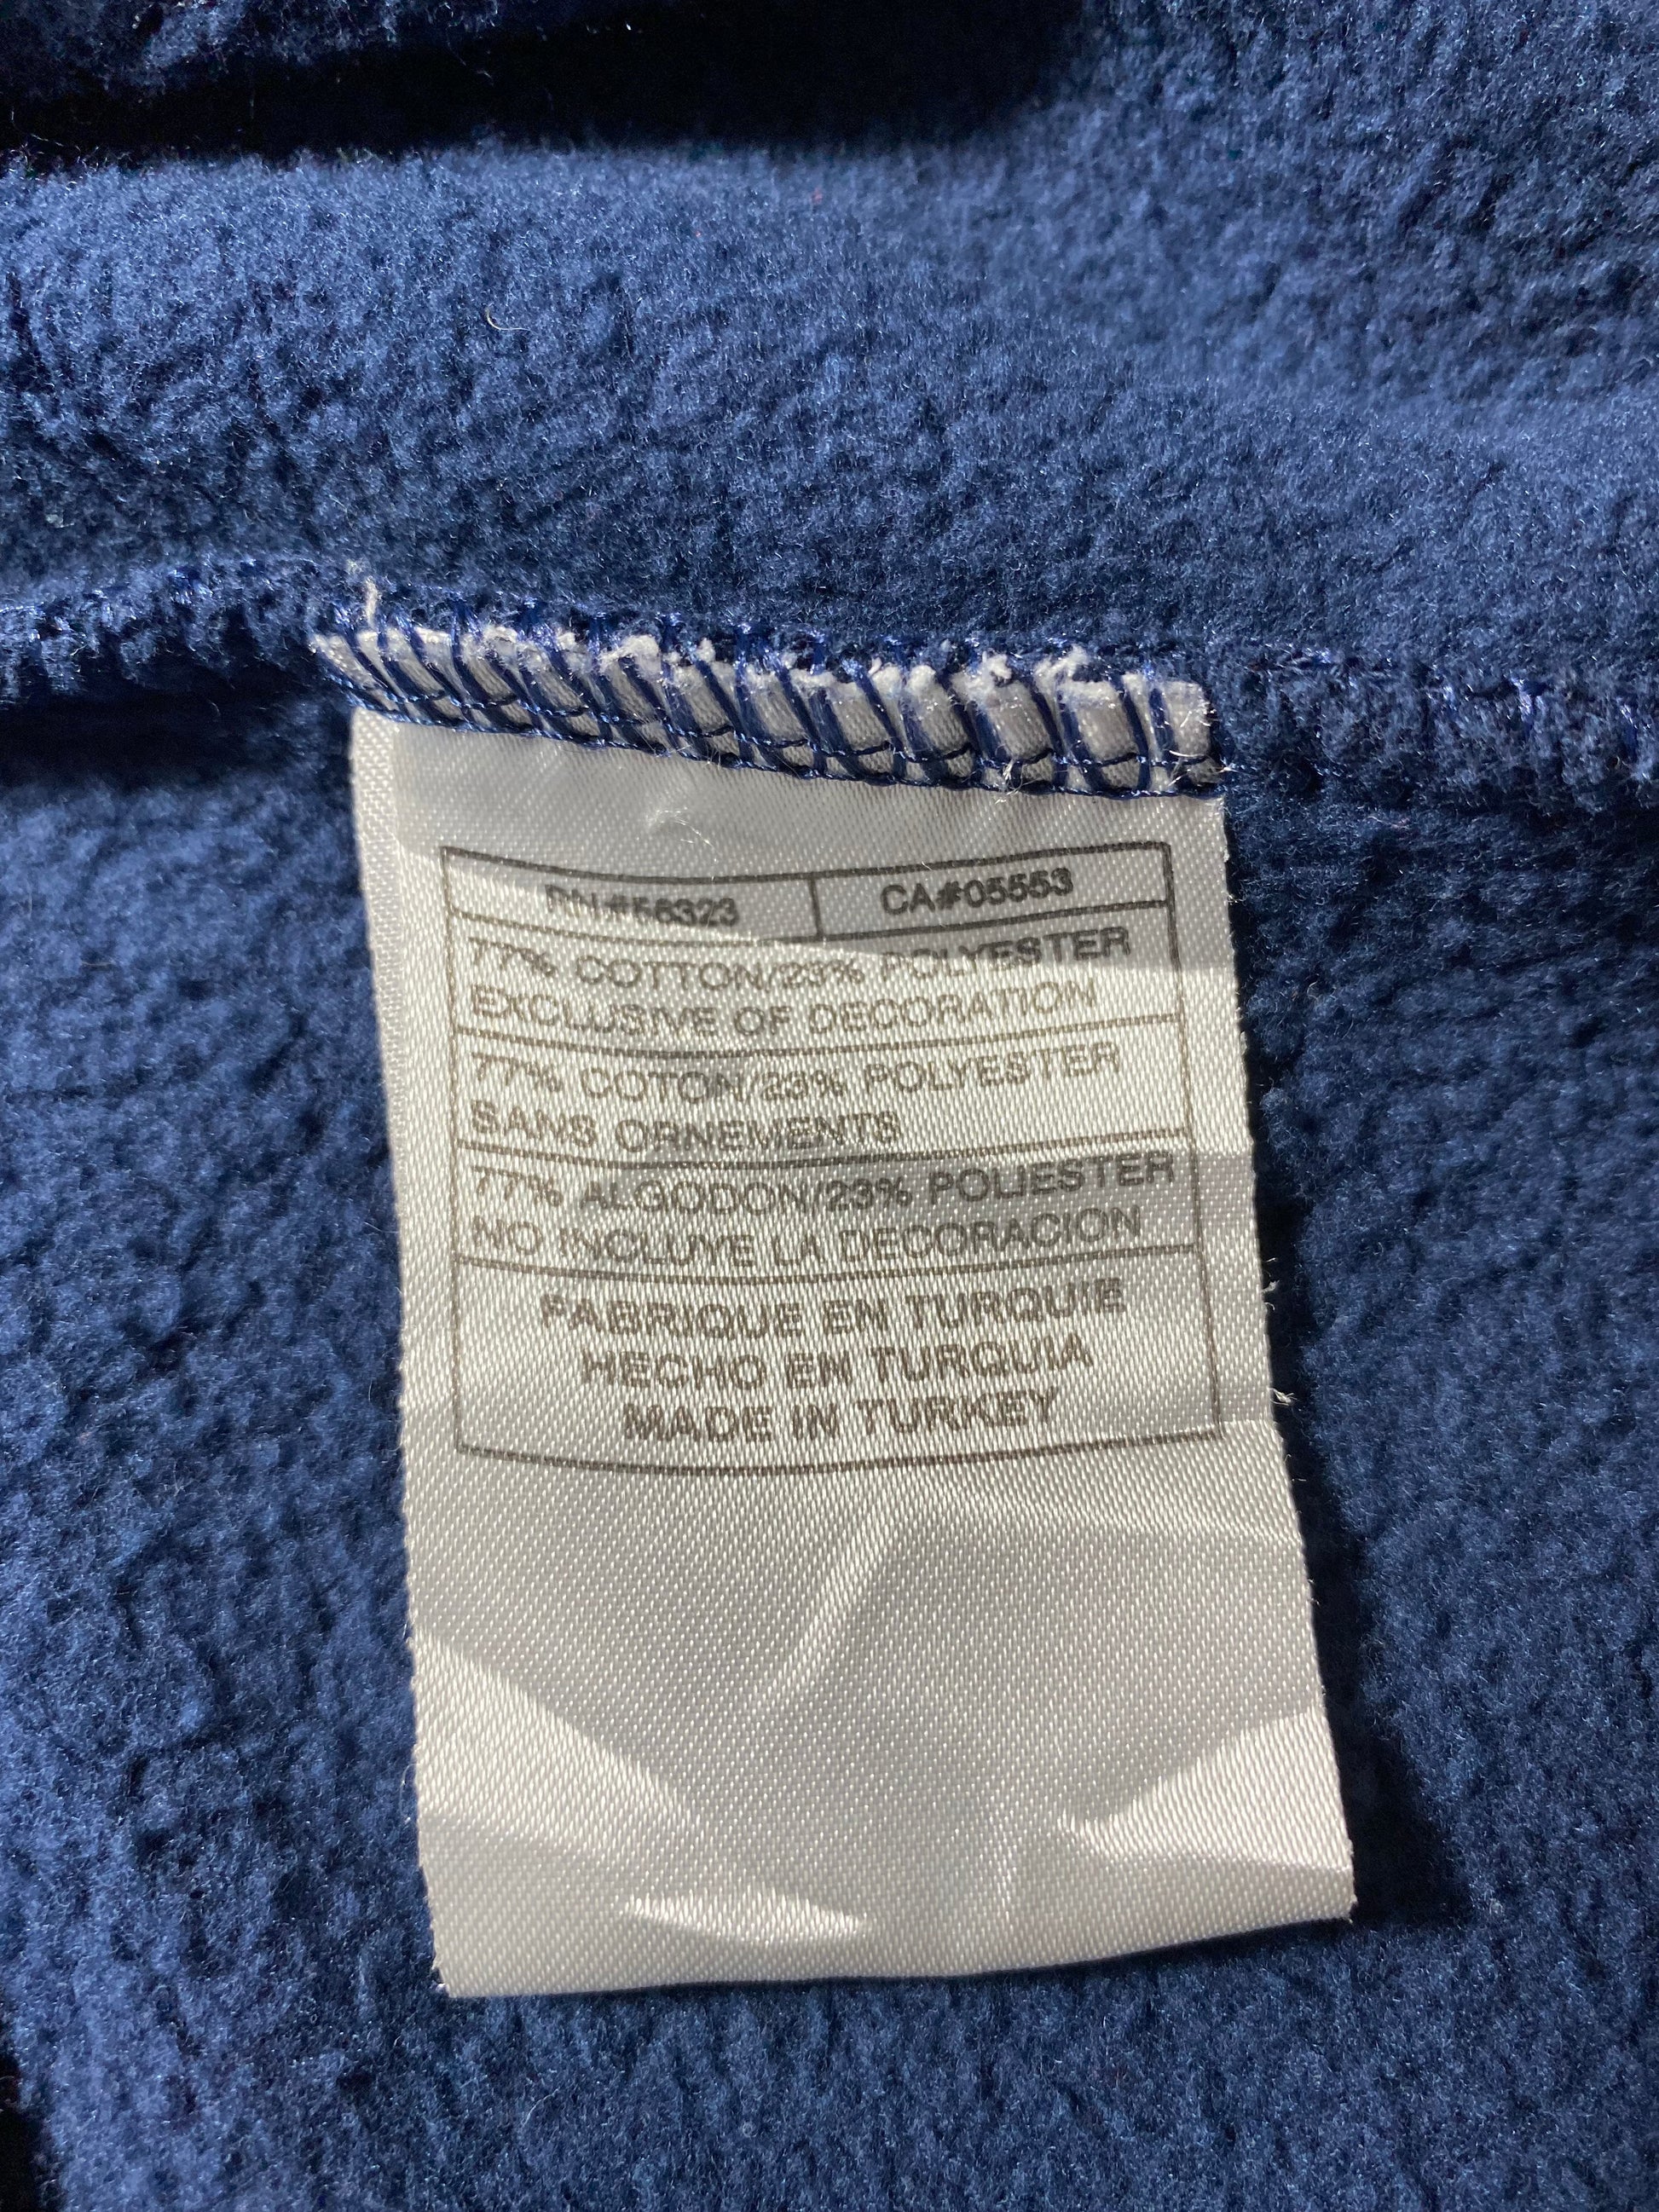 RN#56323 CA#05553
77% COTTON/23% POLYESTER
EXCLUSIVE OF DECORATION
77% COTON/23% POLYESTER
SANS ORNEMENTS
77% ALGODON/23% POLIESTER
NO INCLUYE LA DECORACION
FABRIQUE EN TURQUIE
HECHO EN TURQUIA
MADE IN TURKEY